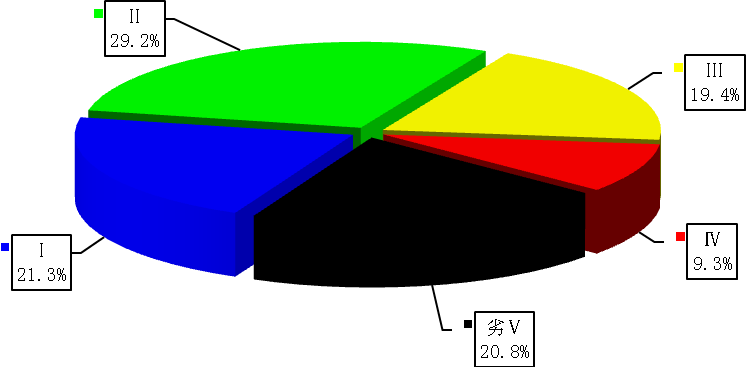 II
29.2%
III
19.4%
I
21.3%
Ⅳ
9.3%
劣V
20.8%